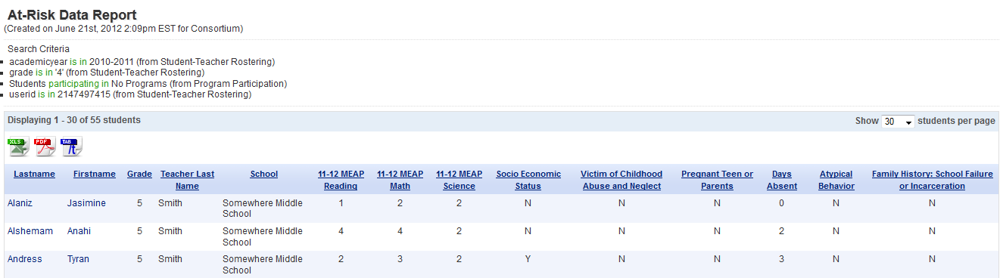 At-Risk Data Report
(Created on June 21st, 2012 2:09pm EST for Consortium)
Search Criteria
academicyear is in 2010-2011 (from Student-Teacher Rostering)
grade is in '4' (from Student-Teacher Rostering)
Students participating in No Programs (from Program Participation)
userid is in 2147497415 (from Student-Teacher Rostering)
Displaying 1 - 30 of 55 students Show 30 students per page
XLS PDF TAB
Lastname Firstname Grade Teacher Last Name School 11-12 MEAP Reading 11-12 MEAP Math 11-12 MEAP Science Socio Economic Status Victim of Childhood Abuse and Neglect Pregnant Teen or Parents Days Absent Atypical Behavior Family History: School Failure or Incarceration
Alaniz Jasimine 5 Smith Somewhere Middle School 1 2 2 N N N 0 N N
Alshemam Anahi 5 Smith Somewhere Middle School 4 4 2 N N N 2 N N
Andress Tyran 5 Smith Somewhere Middle School 2 3 2 Y N N 3 N N